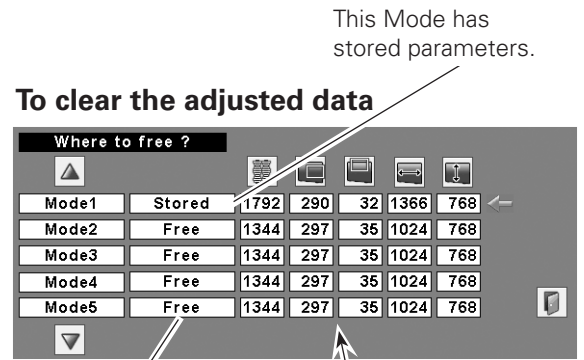 This Mode has
stored parameters.
To clear the adjusted data
Where to free ?
Mode1 Stored 1792 290 32 1366 768
Mode2 Free 1344 297 35 1024 768
Mode3 Free 1344 297 35 1024 768
Mode4 Free 1344 297 35 1024 768
Mode5 Free 1344 297 35 1024 768